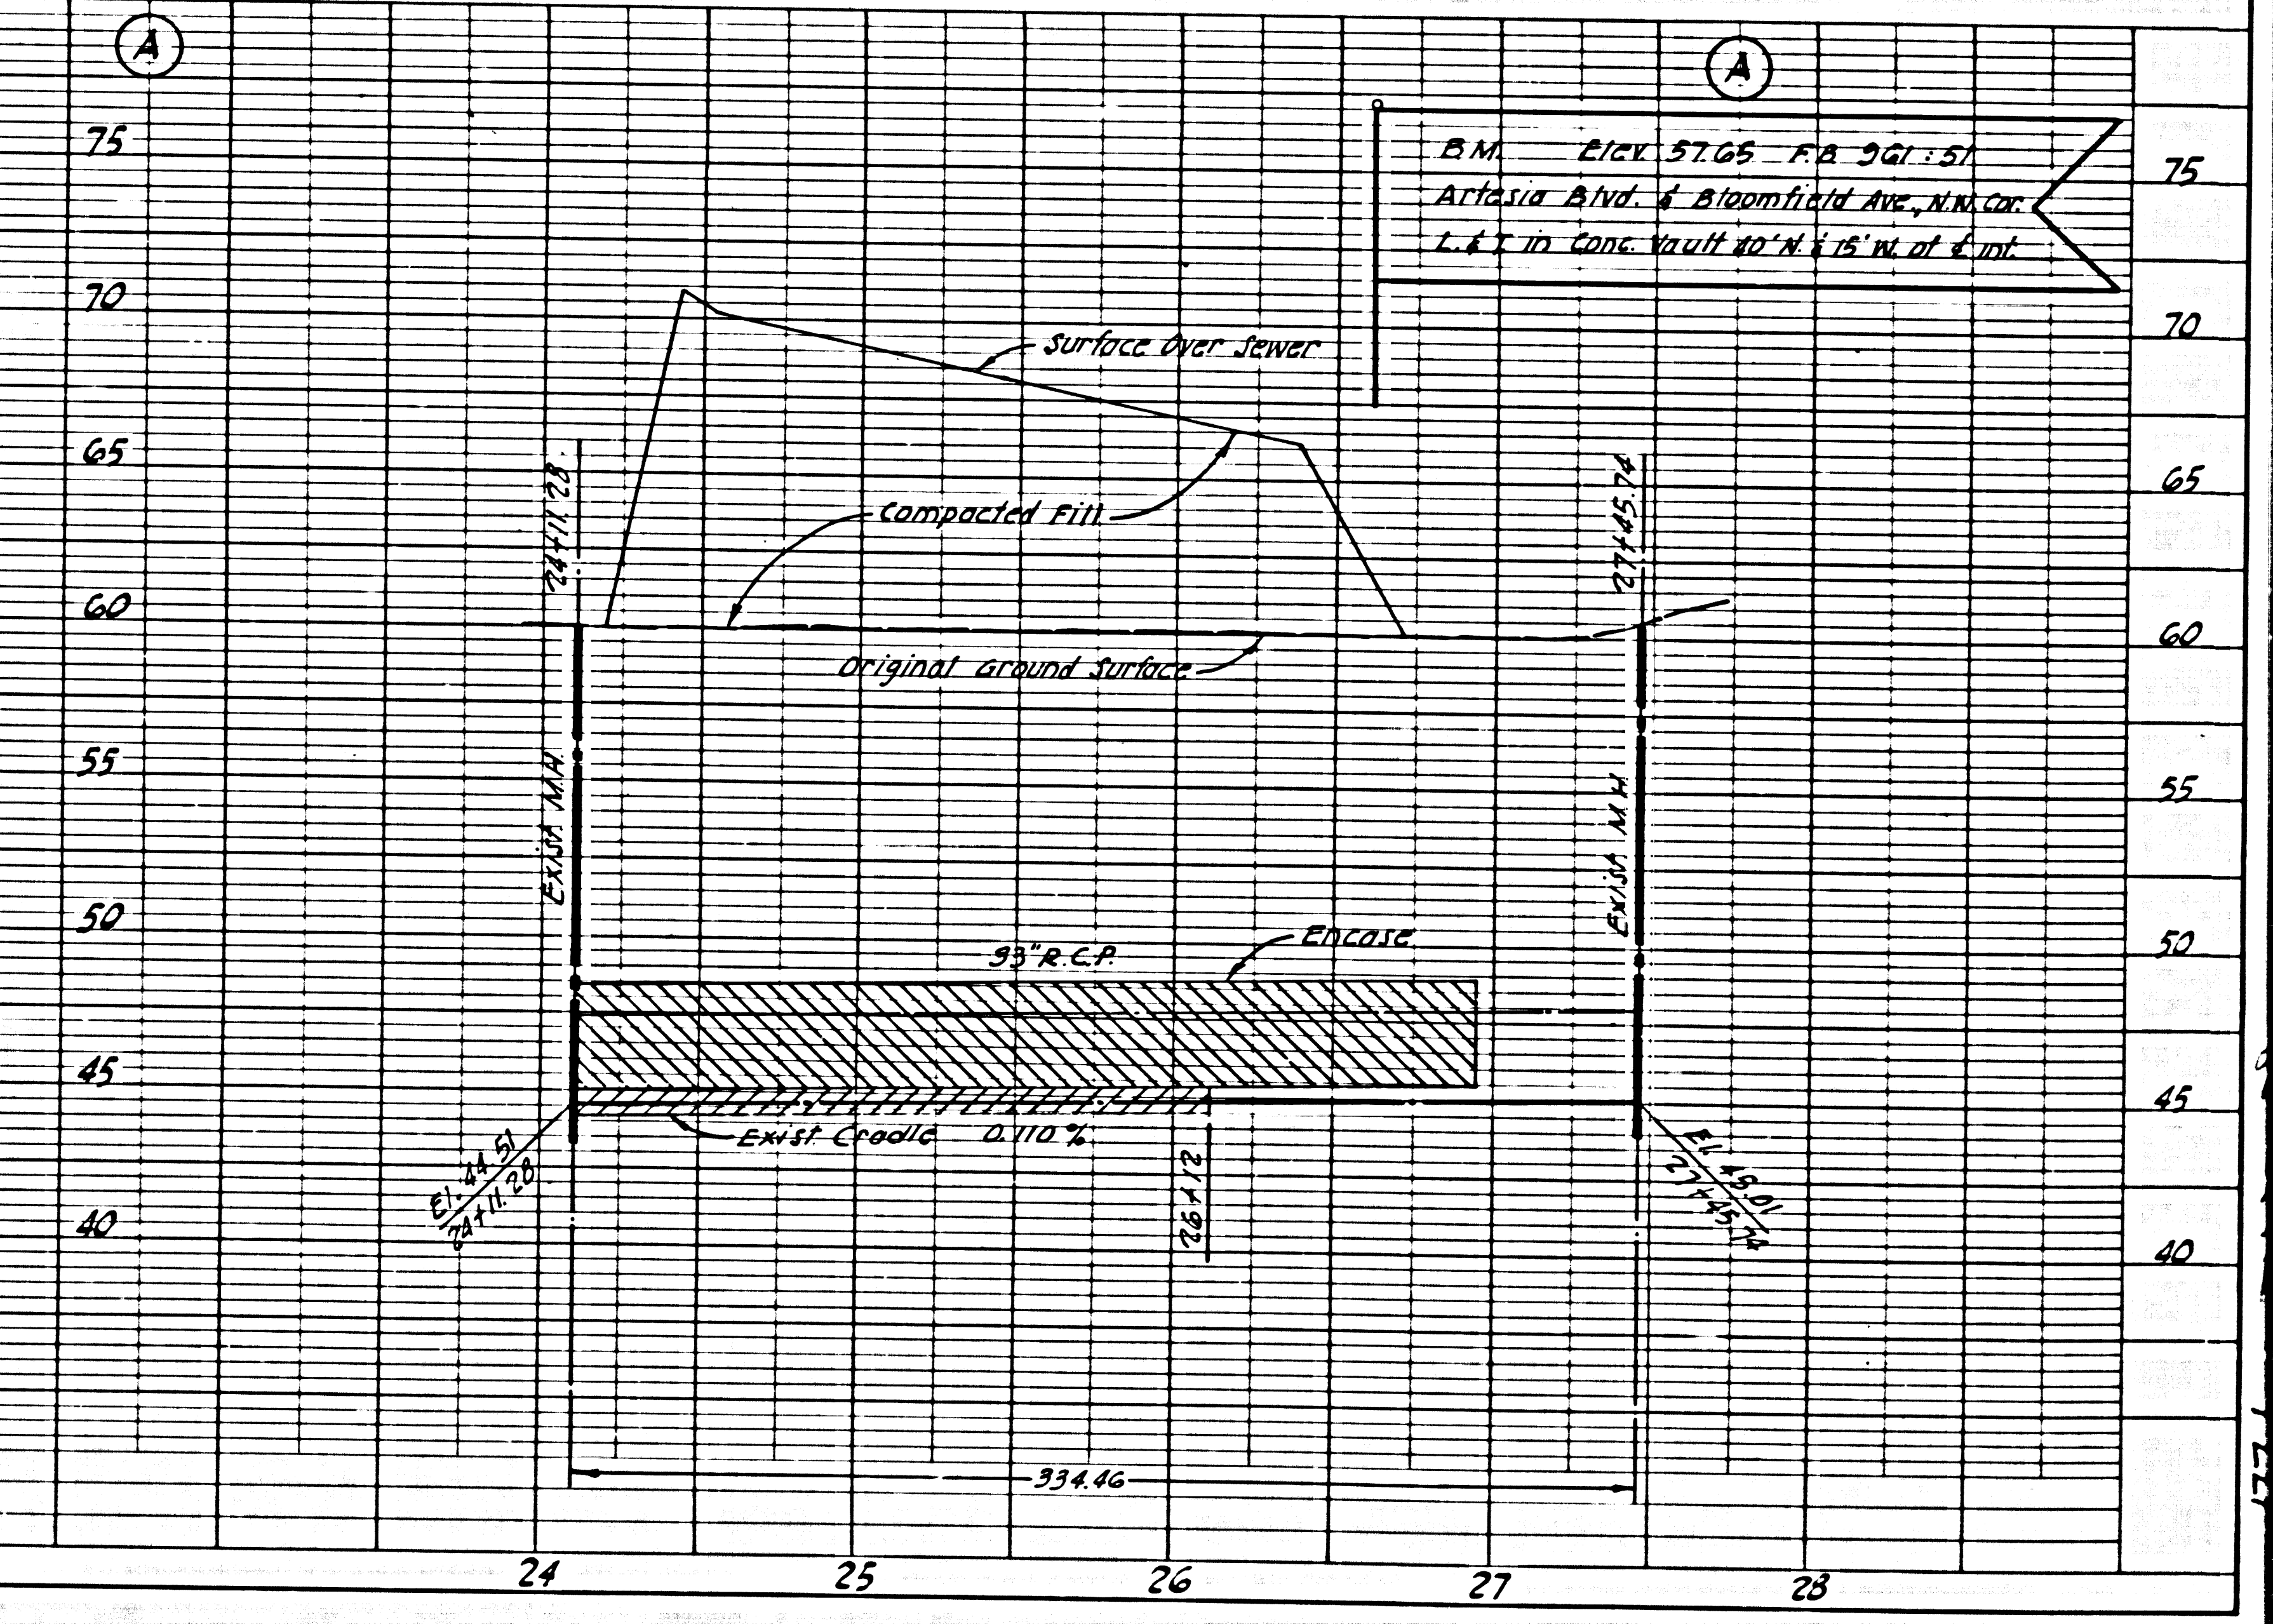 A
A
75
B.M. Elev. 57.65 F.B. 961 : 51
75
Artesia Blvd. & Bloomfield Ave., N.W. Cor.
L. & T. in Conc. Vault 40' N. & 15' W. of ℄ int.
70
70
Surface Over Sewer
65
65
24+11.28
27+45.74
Compacted Fill
60
60
Original Ground Surface
55
55
Exist. M.H.
Exist. M.H.
50
50
Encase
93" R.C.P.
45
45
Exist. Cradle 0.110 %
El. 44.51
24+11.28
26+12
El. 45.01
27+45.74
40
40
334.46
24
25
26
27
28